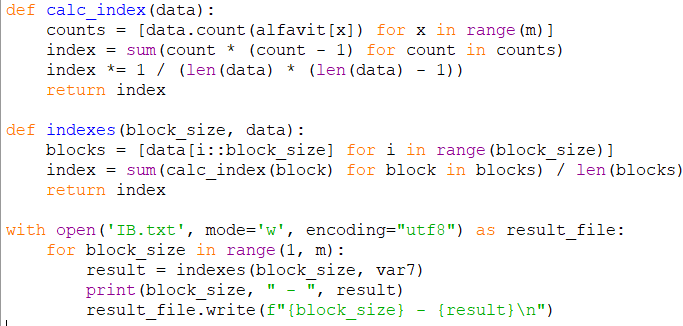 def calc_index(data):
    counts = [data.count(alfavit[x]) for x in range(m)]
    index = sum(count * (count - 1) for count in counts)
    index *= 1 / (len(data) * (len(data) - 1))
    return index

def indexes(block_size, data):
    blocks = [data[i::block_size] for i in range(block_size)]
    index = sum(calc_index(block) for block in blocks) / len(blocks)
    return index

with open('IB.txt', mode='w', encoding="utf8") as result_file:
    for block_size in range(1, m):
        result = indexes(block_size, var7)
        print(block_size, " - ", result)
        result_file.write(f"{block_size} - {result}\n")